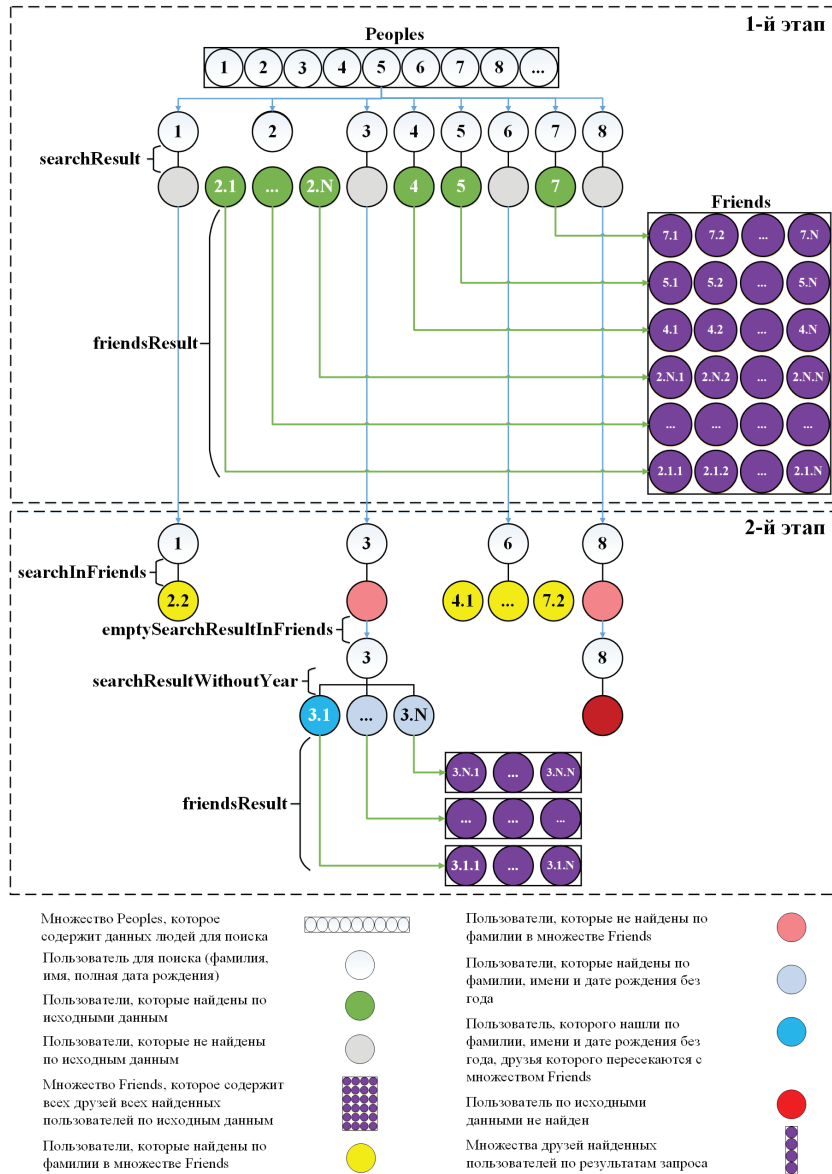 1-й этап
Peoples
1 2 3 4 5 6 7 8 ...
1 2 3 4 5 6 7 8
searchResult
2.1 ... 2.N 4 5 7
Friends
7.1 7.2 ... 7.N
5.1 5.2 ... 5.N
4.1 4.2 ... 4.N
friendsResult
2.N.1 2.N.2 ... 2.N.N
... ... ... ...
2.1.1 2.1.2 ... 2.1.N
2-й этап
1 3 6 8
searchInFriends
2.2 4.1 ... 7.2
emptySearchResultInFriends
3 8
searchResultWithoutYear
3.1 ... 3.N
3.N.1 ... 3.N.N
friendsResult
... ... ...
3.1.1 ... 3.1.N
Множество Peoples, которое
содержит данных людей для поиска
Пользователь для поиска (фамилия,
имя, полная дата рождения)
Пользователи, которые найдены по
исходными данным
Пользователи, которые не найдены
по исходным данным
Множество Friends, которое содержит
всех друзей всех найденных
пользователей по исходным данным
Пользователи, которые найдены по
фамилии в множестве Friends
Пользователи, которые не найдены по
фамилии в множестве Friends
Пользователи, которые найдены по
фамилии, имени и дате рождения без
года
Пользователь, которого нашли по
фамилии, имени и дате рождения без
года, друзья которого пересекаются с
множеством Friends
Пользователь по исходными
данными не найден
Множества друзей найденных
пользователей по результатам запроса